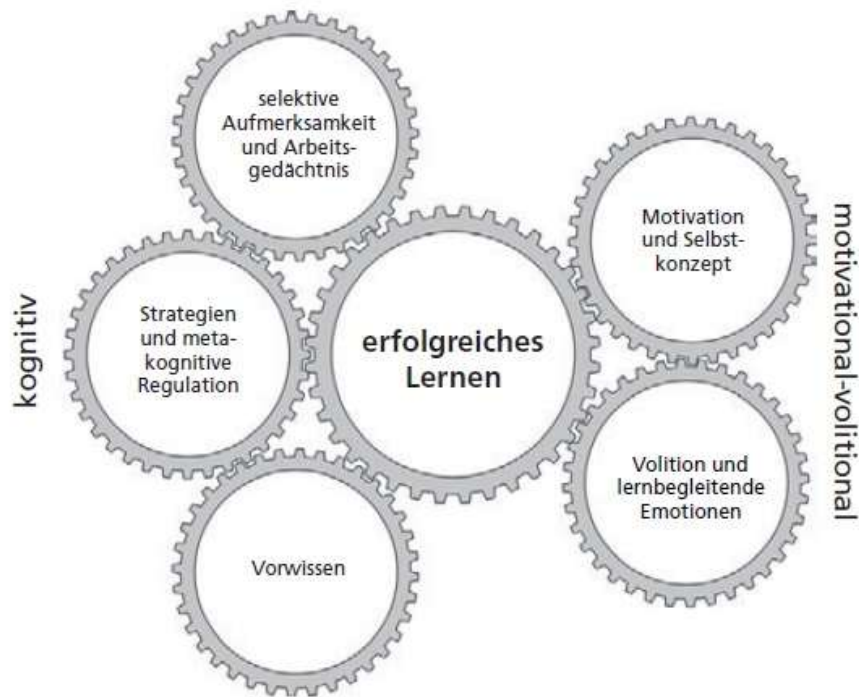 selektive
Aufmerksamkeit
und Arbeits-
gedächtnis
Motivation
und Selbst-
konzept
Strategien
und meta-
kognitive
Regulation
erfolgreiches
Lernen
Volition und
lernbegleitende
Emotionen
Vorwissen
kognitiv
motivational-volitional